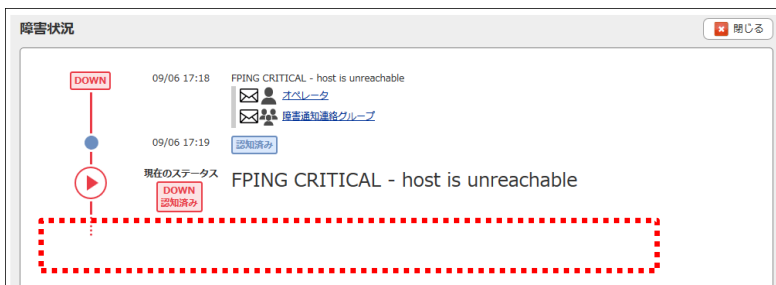 障害状況
閉じる
DOWN 09/06 17:18 FPING CRITICAL - host is unreachable
オペレータ
障害通知連絡グループ
09/06 17:19 認知済み
現在のステータス
DOWN
認知済み
FPING CRITICAL - host is unreachable